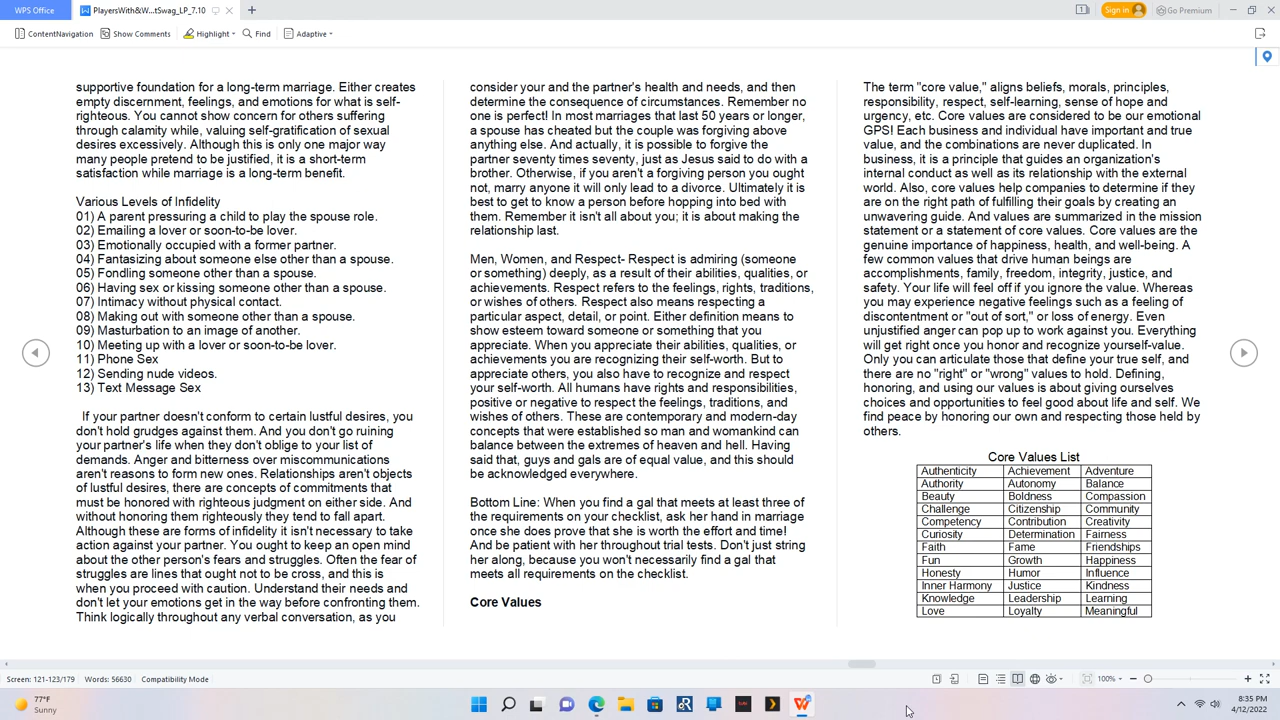 WPS Office
PlayersWith&W...tSwag_LP_7.10
Sign in
Go Premium
ContentNavigation
Show Comments
Highlight
Find
Adaptive
supportive foundation for a long-term marriage. Either creates
empty discernment, feelings, and emotions for what is self-
righteous. You cannot show concern for others suffering
through calamity while, valuing self-gratification of sexual
desires excessively. Although this is only one major way
many people pretend to be justified, it is a short-term
satisfaction while marriage is a long-term benefit.
Various Levels of Infidelity
01) A parent pressuring a child to play the spouse role.
02) Emailing a lover or soon-to-be lover.
03) Emotionally occupied with a former partner.
04) Fantasizing about someone else other than a spouse.
05) Fondling someone other than a spouse.
06) Having sex or kissing someone other than a spouse.
07) Intimacy without physical contact.
08) Making out with someone other than a spouse.
09) Masturbation to an image of another.
10) Meeting up with a lover or soon-to-be lover.
11) Phone Sex
12) Sending nude videos.
13) Text Message Sex
If your partner doesn't conform to certain lustful desires, you
don't hold grudges against them. And you don't go ruining
your partner's life when they don't oblige to your list of
demands. Anger and bitterness over miscommunications
aren't reasons to form new ones. Relationships aren't objects
of lustful desires, there are concepts of commitments that
must be honored with righteous judgment on either side. And
without honoring them righteously they tend to fall apart.
Although these are forms of infidelity it isn't necessary to take
action against your partner. You ought to keep an open mind
about the other person's fears and struggles. Often the fear of
struggles are lines that ought not to be cross, and this is
when you proceed with caution. Understand their needs and
don't let your emotions get in the way before confronting them.
Think logically throughout any verbal conversation, as you
consider your and the partner's health and needs, and then
determine the consequence of circumstances. Remember no
one is perfect! In most marriages that last 50 years or longer,
a spouse has cheated but the couple was forgiving above
anything else. And actually, it is possible to forgive the
partner seventy times seventy, just as Jesus said to do with a
brother. Otherwise, if you aren't a forgiving person you ought
not, marry anyone it will only lead to a divorce. Ultimately it is
best to get to know a person before hopping into bed with
them. Remember it isn't all about you; it is about making the
relationship last.
Men, Women, and Respect- Respect is admiring (someone
or something) deeply, as a result of their abilities, qualities, or
achievements. Respect refers to the feelings, rights, traditions,
or wishes of others. Respect also means respecting a
particular aspect, detail, or point. Either definition means to
show esteem toward someone or something that you
appreciate. When you appreciate their abilities, qualities, or
achievements you are recognizing their self-worth. But to
appreciate others, you also have to recognize and respect
your self-worth. All humans have rights and responsibilities,
positive or negative to respect the feelings, traditions, and
wishes of others. These are contemporary and modern-day
concepts that were established so man and womankind can
balance between the extremes of heaven and hell. Having
said that, guys and gals are of equal value, and this should
be acknowledged everywhere.
Bottom Line: When you find a gal that meets at least three of
the requirements on your checklist, ask her hand in marriage
once she does prove that she is worth the effort and time!
And be patient with her throughout trial tests. Don't just string
her along, because you won't necessarily find a gal that
meets all requirements on the checklist.
Core Values
The term "core value," aligns beliefs, morals, principles,
responsibility, respect, self-learning, sense of hope and
urgency, etc. Core values are considered to be our emotional
GPS! Each business and individual have important and true
value, and the combinations are never duplicated. In
business, it is a principle that guides an organization's
internal conduct as well as its relationship with the external
world. Also, core values help companies to determine if they
are on the right path of fulfilling their goals by creating an
unwavering guide. And values are summarized in the mission
statement or a statement of core values. Core values are the
genuine importance of happiness, health, and well-being. A
few common values that drive human beings are
accomplishments, family, freedom, integrity, justice, and
safety. Your life will feel off if you ignore the value. Whereas
you may experience negative feelings such as a feeling of
discontentment or "out of sort," or loss of energy. Even
unjustified anger can pop up to work against you. Everything
will get right once you honor and recognize yourself-value.
Only you can articulate those that define your true self, and
there are no "right" or "wrong" values to hold. Defining,
honoring, and using our values is about giving ourselves
choices and opportunities to feel good about life and self. We
find peace by honoring our own and respecting those held by
others.
Core Values List
Authenticity Achievement Adventure
Authority Autonomy Balance
Beauty Boldness Compassion
Challenge Citizenship Community
Competency Contribution Creativity
Curiosity Determination Fairness
Faith Fame Friendships
Fun Growth Happiness
Honesty Humor Influence
Inner Harmony Justice Kindness
Knowledge Leadership Learning
Love Loyalty Meaningful
Screen: 121-123/179 Words: 56630 Compatibility Mode
100%
77°F
Sunny
5:35 PM
4/12/2022